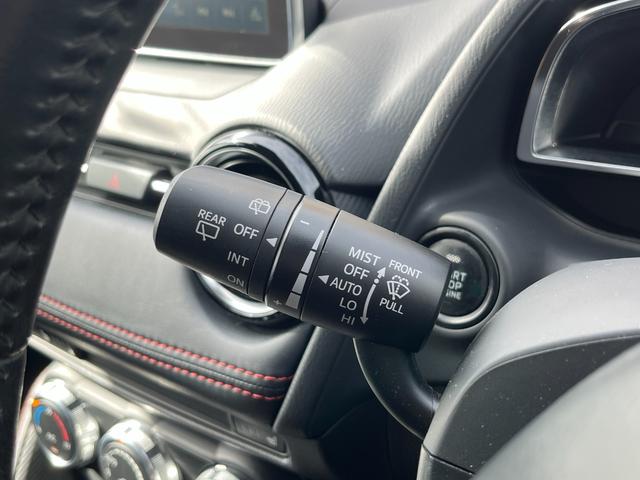 REAR
OFF
INT
ON
−
+
MIST
OFF
AUTO
LO
HI
FRONT
PULL